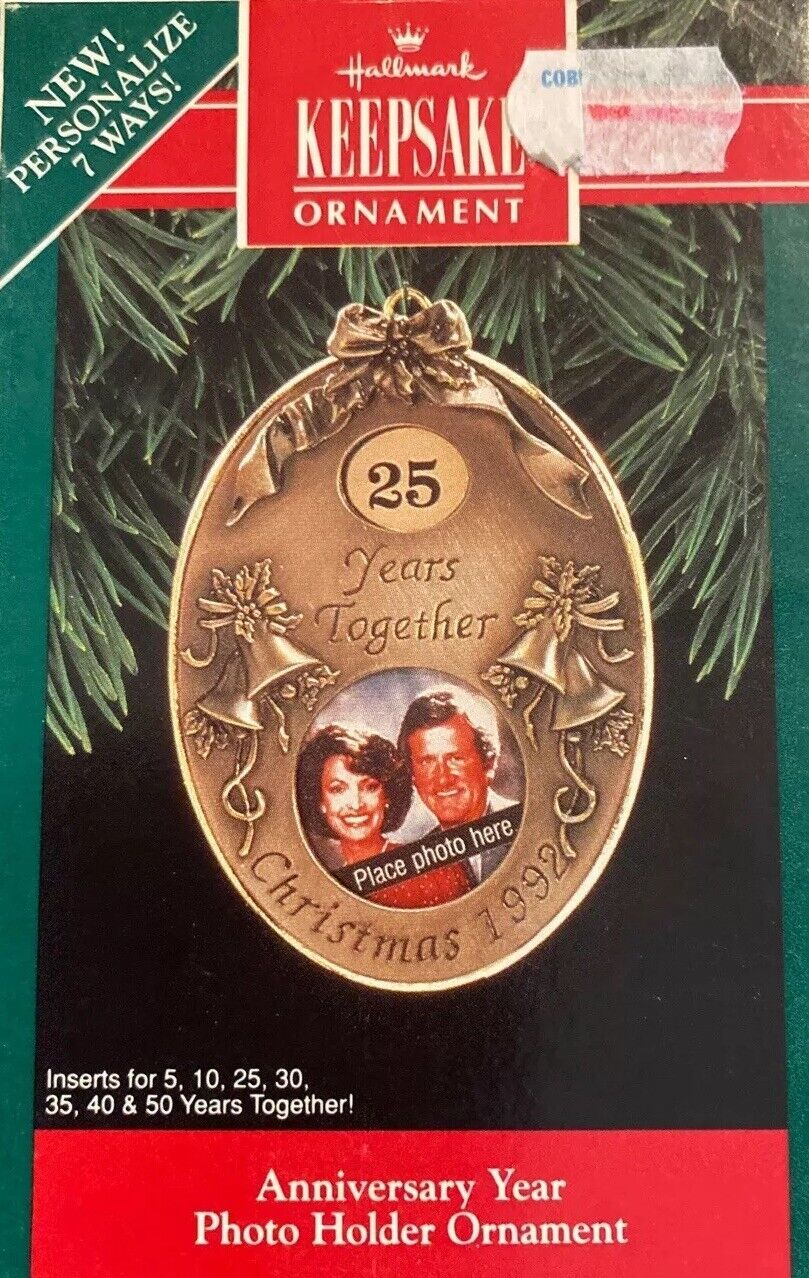 NEW!
PERSONALIZE
7 WAYS!
Hallmark
KEEPSAKE
ORNAMENT
25
Years
Together
Place photo here
Christmas 1992
Inserts for 5, 10, 25, 30,
35, 40 & 50 Years Together!
Anniversary Year
Photo Holder Ornament